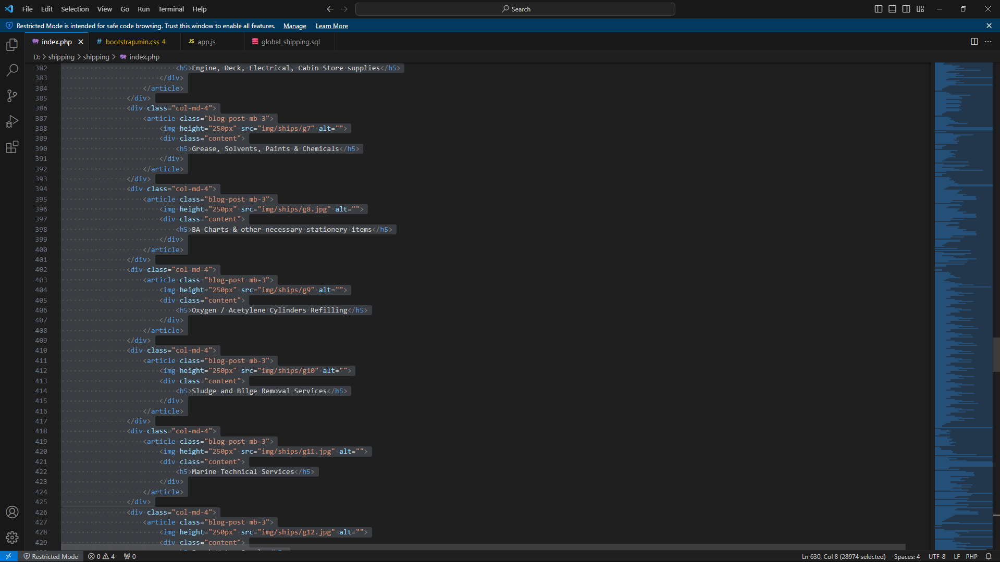 File Edit Selection View Go Run Terminal Help
Search
Restricted Mode is intended for safe code browsing. Trust this window to enable all features. Manage Learn More
index.php
# bootstrap.min.css 4
JS app.js
global_shipping.sql
D: > shipping > shipping > index.php
382 <h5>Engine, Deck, Electrical, Cabin Store supplies</h5>
383 </div>
384 </article>
385 </div>
386 <div class="col-md-4">
387 <article class="blog-post mb-3">
388 <img height="250px" src="img/ships/g7" alt="">
389 <div class="content">
390 <h5>Grease, Solvents, Paints & Chemicals</h5>
391 </div>
392 </article>
393 </div>
394 <div class="col-md-4">
395 <article class="blog-post mb-3">
396 <img height="250px" src="img/ships/g8.jpg" alt="">
397 <div class="content">
398 <h5>BA Charts & other necessary stationery items</h5>
399 </div>
400 </article>
401 </div>
402 <div class="col-md-4">
403 <article class="blog-post mb-3">
404 <img height="250px" src="img/ships/g9" alt="">
405 <div class="content">
406 <h5>Oxygen / Acetylene Cylinders Refilling</h5>
407 </div>
408 </article>
409 </div>
410 <div class="col-md-4">
411 <article class="blog-post mb-3">
412 <img height="250px" src="img/ships/g10" alt="">
413 <div class="content">
414 <h5>Sludge and Bilge Removal Services</h5>
415 </div>
416 </article>
417 </div>
418 <div class="col-md-4">
419 <article class="blog-post mb-3">
420 <img height="250px" src="img/ships/g11.jpg" alt="">
421 <div class="content">
422 <h5>Marine Technical Services</h5>
423 </div>
424 </article>
425 </div>
426 <div class="col-md-4">
427 <article class="blog-post mb-3">
428 <img height="250px" src="img/ships/g12.jpg" alt="">
429 <div class="content">
Restricted Mode 0 4 0 Ln 630, Col 8 (28974 selected) Spaces: 4 UTF-8 LF PHP